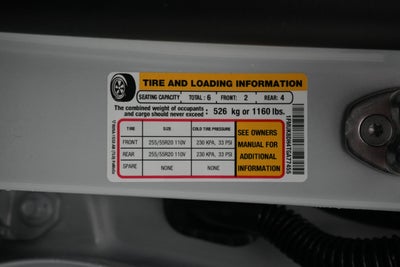 TIRE AND LOADING INFORMATION
SEATING CAPACITY TOTAL : 6 FRONT: 2 REAR: 4
The combined weight of occupants and cargo should never exceed : 526 kg or 1160 lbs.
TIRE SIZE COLD TIRE PRESSURE
FRONT 255/55R20 110V 230 KPA, 33 PSI
REAR 255/55R20 110V 230 KPA, 33 PSI
SPARE NONE NONE
SEE OWNERS
MANUAL FOR
ADDITIONAL
INFORMATION